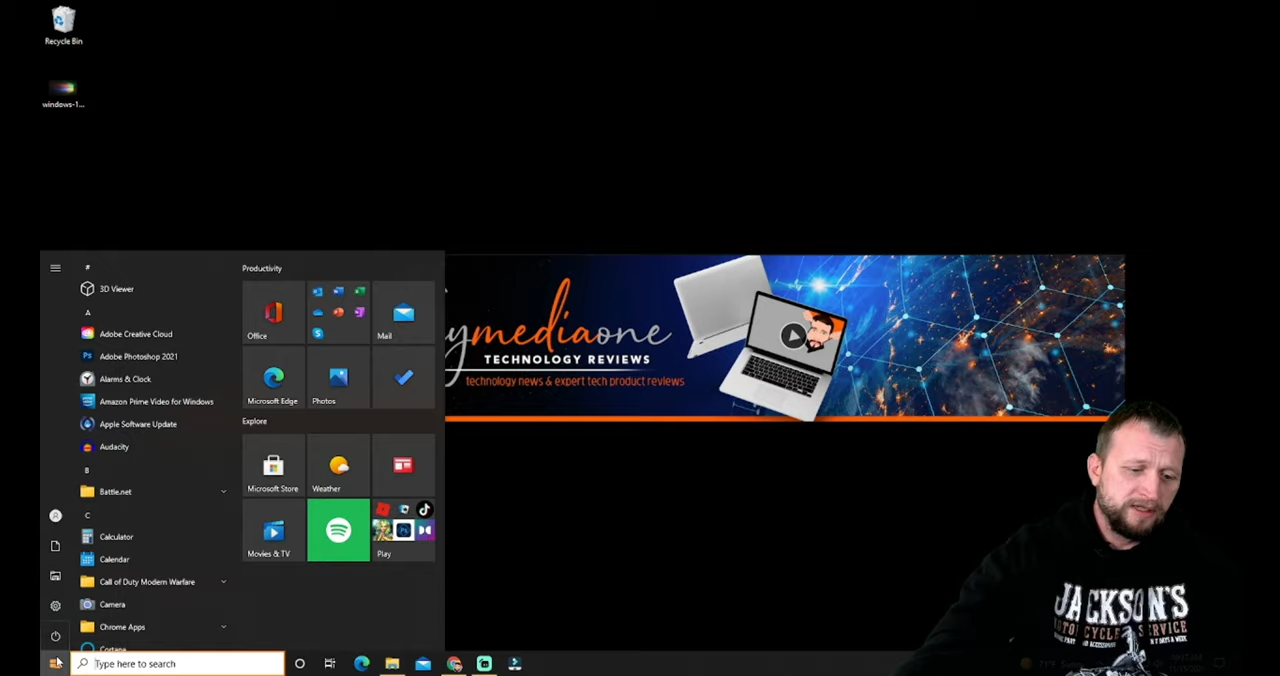 Recycle Bin
windows-1...
#
3D Viewer
A
Adobe Creative Cloud
Adobe Photoshop 2021
Alarms & Clock
Amazon Prime Video for Windows
Apple Software Update
Audacity
B
Battle.net
C
Calculator
Calendar
Call of Duty Modern Warfare
Camera
Chrome Apps
Cortana
Productivity
Office
Mail
Microsoft Edge
Photos
Explore
Microsoft Store
Weather
Movies & TV
Play
Type here to search
ymediaone
TECHNOLOGY REVIEWS
technology news & expert tech product reviews
JACKSON'S
MOTORCYCLE SERVICE